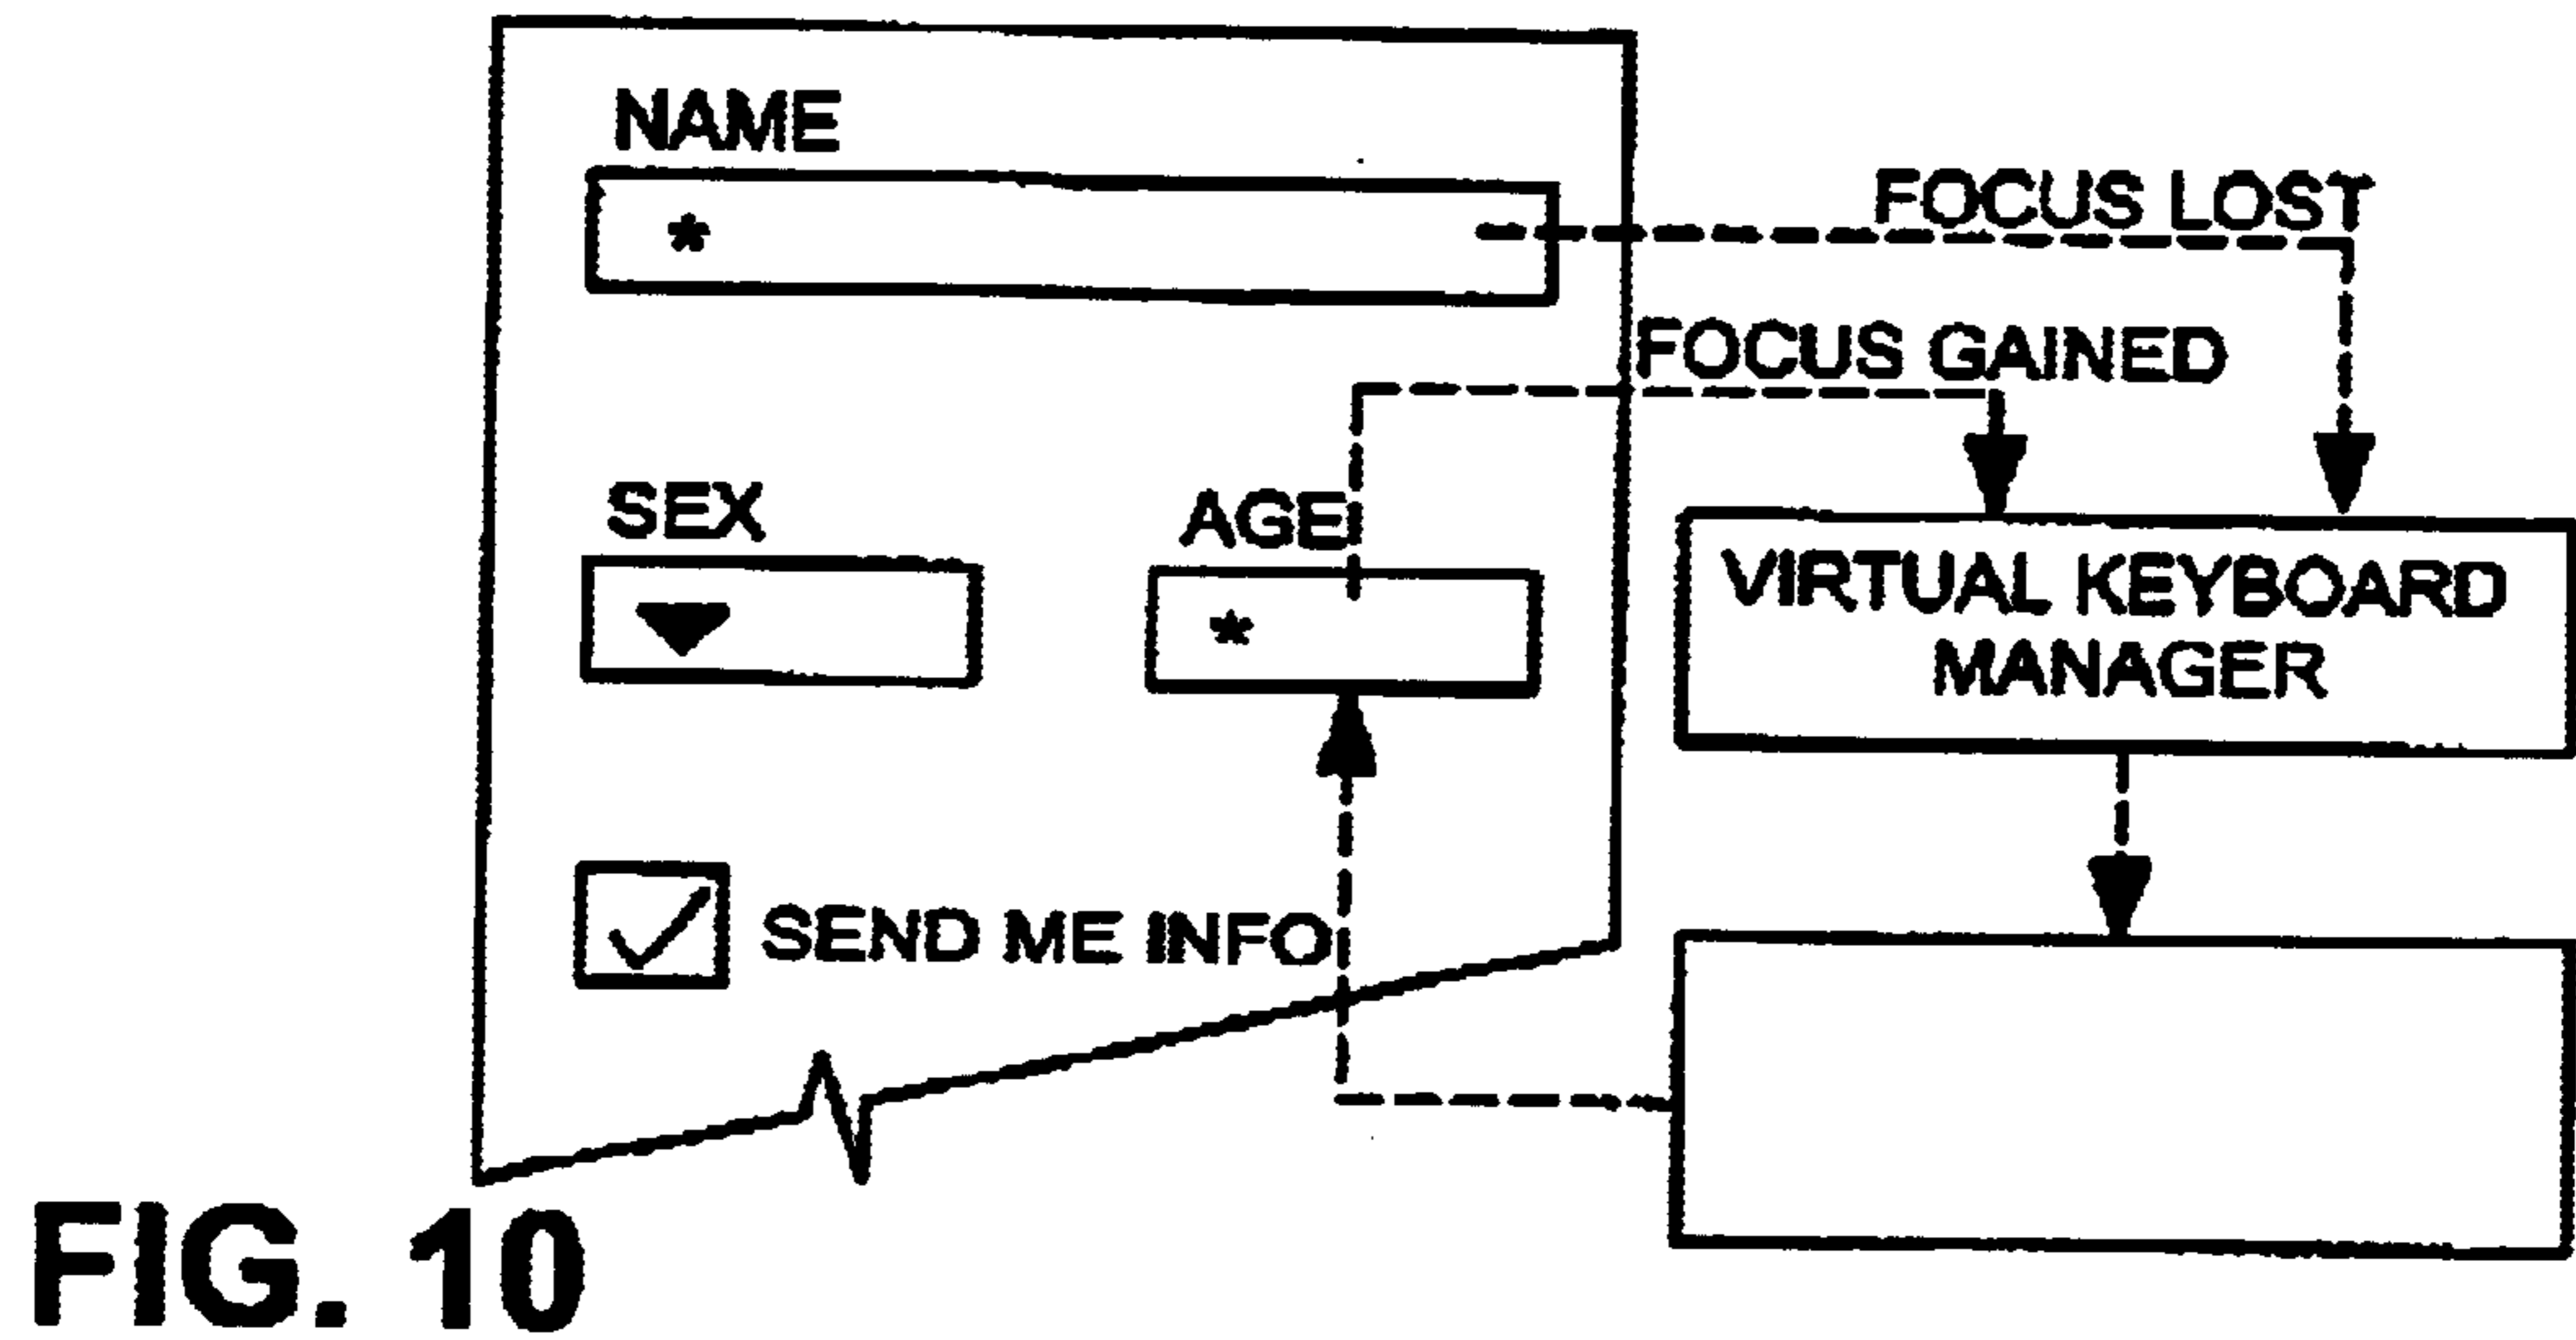 NAME
*
FOCUS LOST
FOCUS GAINED
SEX
AGE
*
VIRTUAL KEYBOARD
MANAGER
SEND ME INFO
FIG. 10